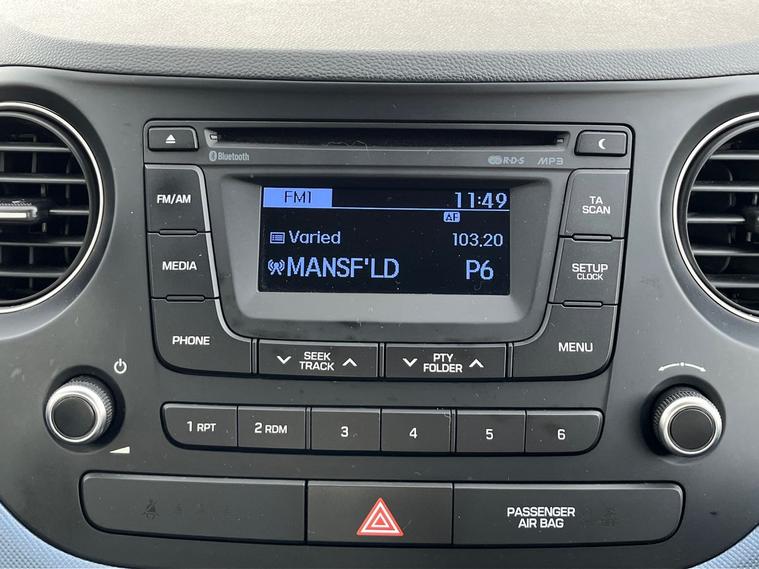 Bluetooth R·D·S MP3
FM/AM
MEDIA
PHONE
FM1 11:49
AF
Varied 103.20
MANSF'LD P6
TA
SCAN
SETUP
CLOCK
MENU
SEEK
TRACK
PTY
FOLDER
1 RPT 2 RDM 3 4 5 6
PASSENGER
AIR BAG